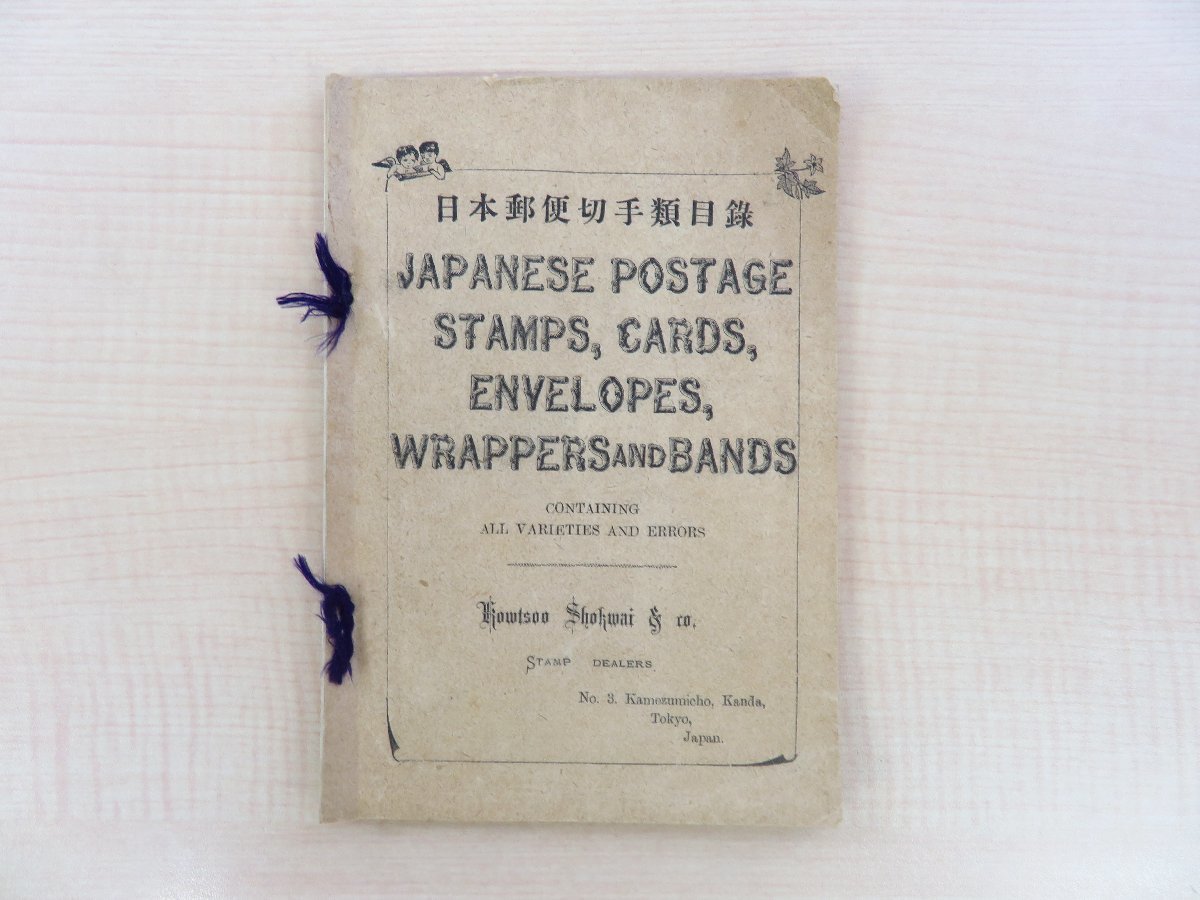 日本郵便切手類目錄
JAPANESE POSTAGE
STAMPS, CARDS,
ENVELOPES,
WRAPPERS AND BANDS
CONTAINING
ALL VARIETIES AND ERRORS
Kowtsoo Shokwai & co.
STAMP DEALERS
No. 3. Kamezumicho, Kanda,
Tokyo,
Japan.